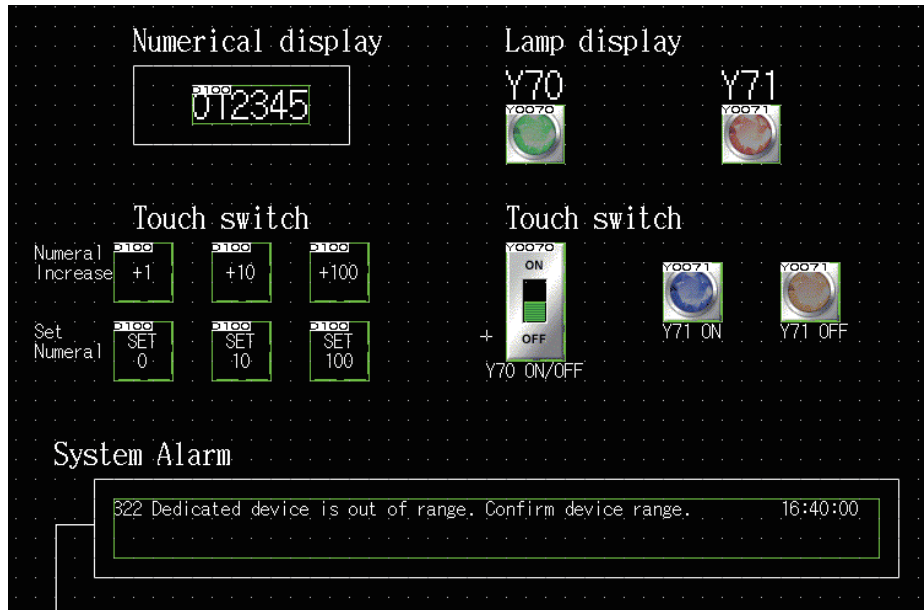 Numerical display
Lamp display
D100
012345
Y70
Y71
Y0070
Y0071
Touch switch
Touch switch
Numeral
Increase
D100
+1
D100
+10
D100
+100
Y0070
ON
OFF
Y70 ON/OFF
Y0071
Y71 ON
Y0071
Y71 OFF
Set
Numeral
D100
SET
0
D100
SET
10
D100
SET
100
System Alarm
322 Dedicated device is out of range. Confirm device range. 16:40:00